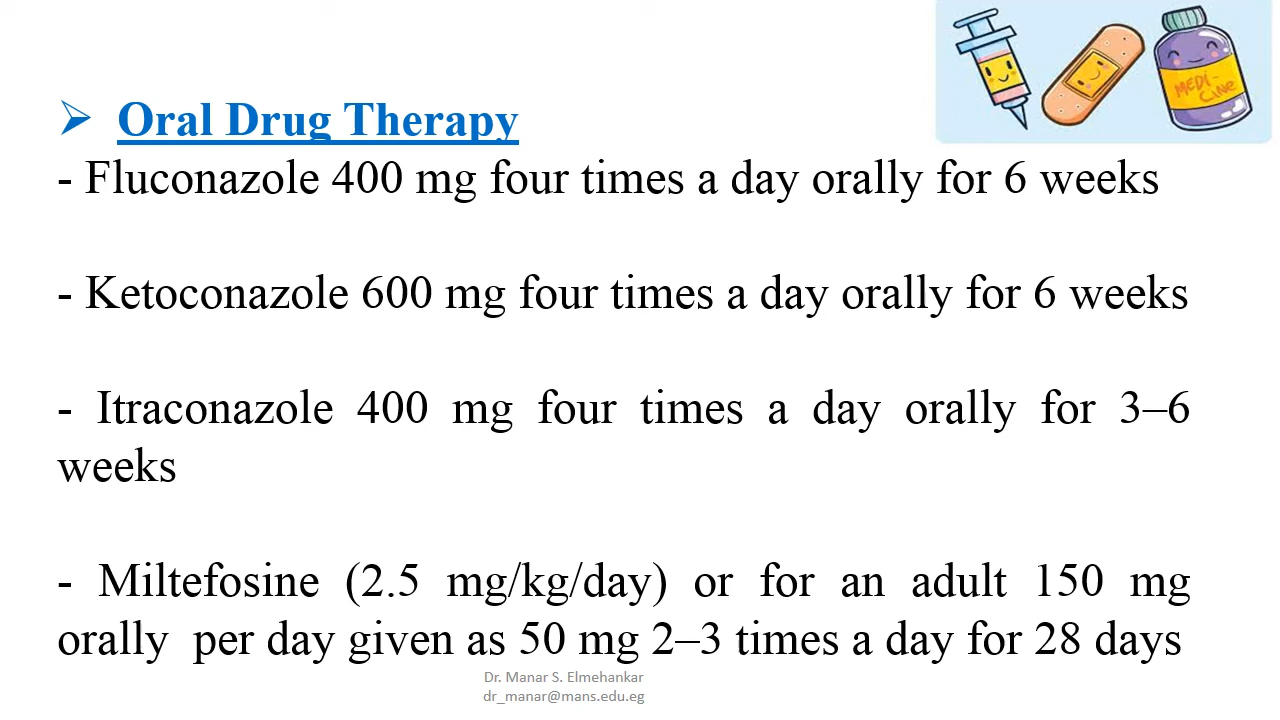 MEDI-
CINE
➢ Oral Drug Therapy
- Fluconazole 400 mg four times a day orally for 6 weeks
- Ketoconazole 600 mg four times a day orally for 6 weeks
- Itraconazole 400 mg four times a day orally for 3–6
weeks
- Miltefosine (2.5 mg/kg/day) or for an adult 150 mg
orally per day given as 50 mg 2–3 times a day for 28 days
Dr. Manar S. Elmehankar
dr_manar@mans.edu.eg